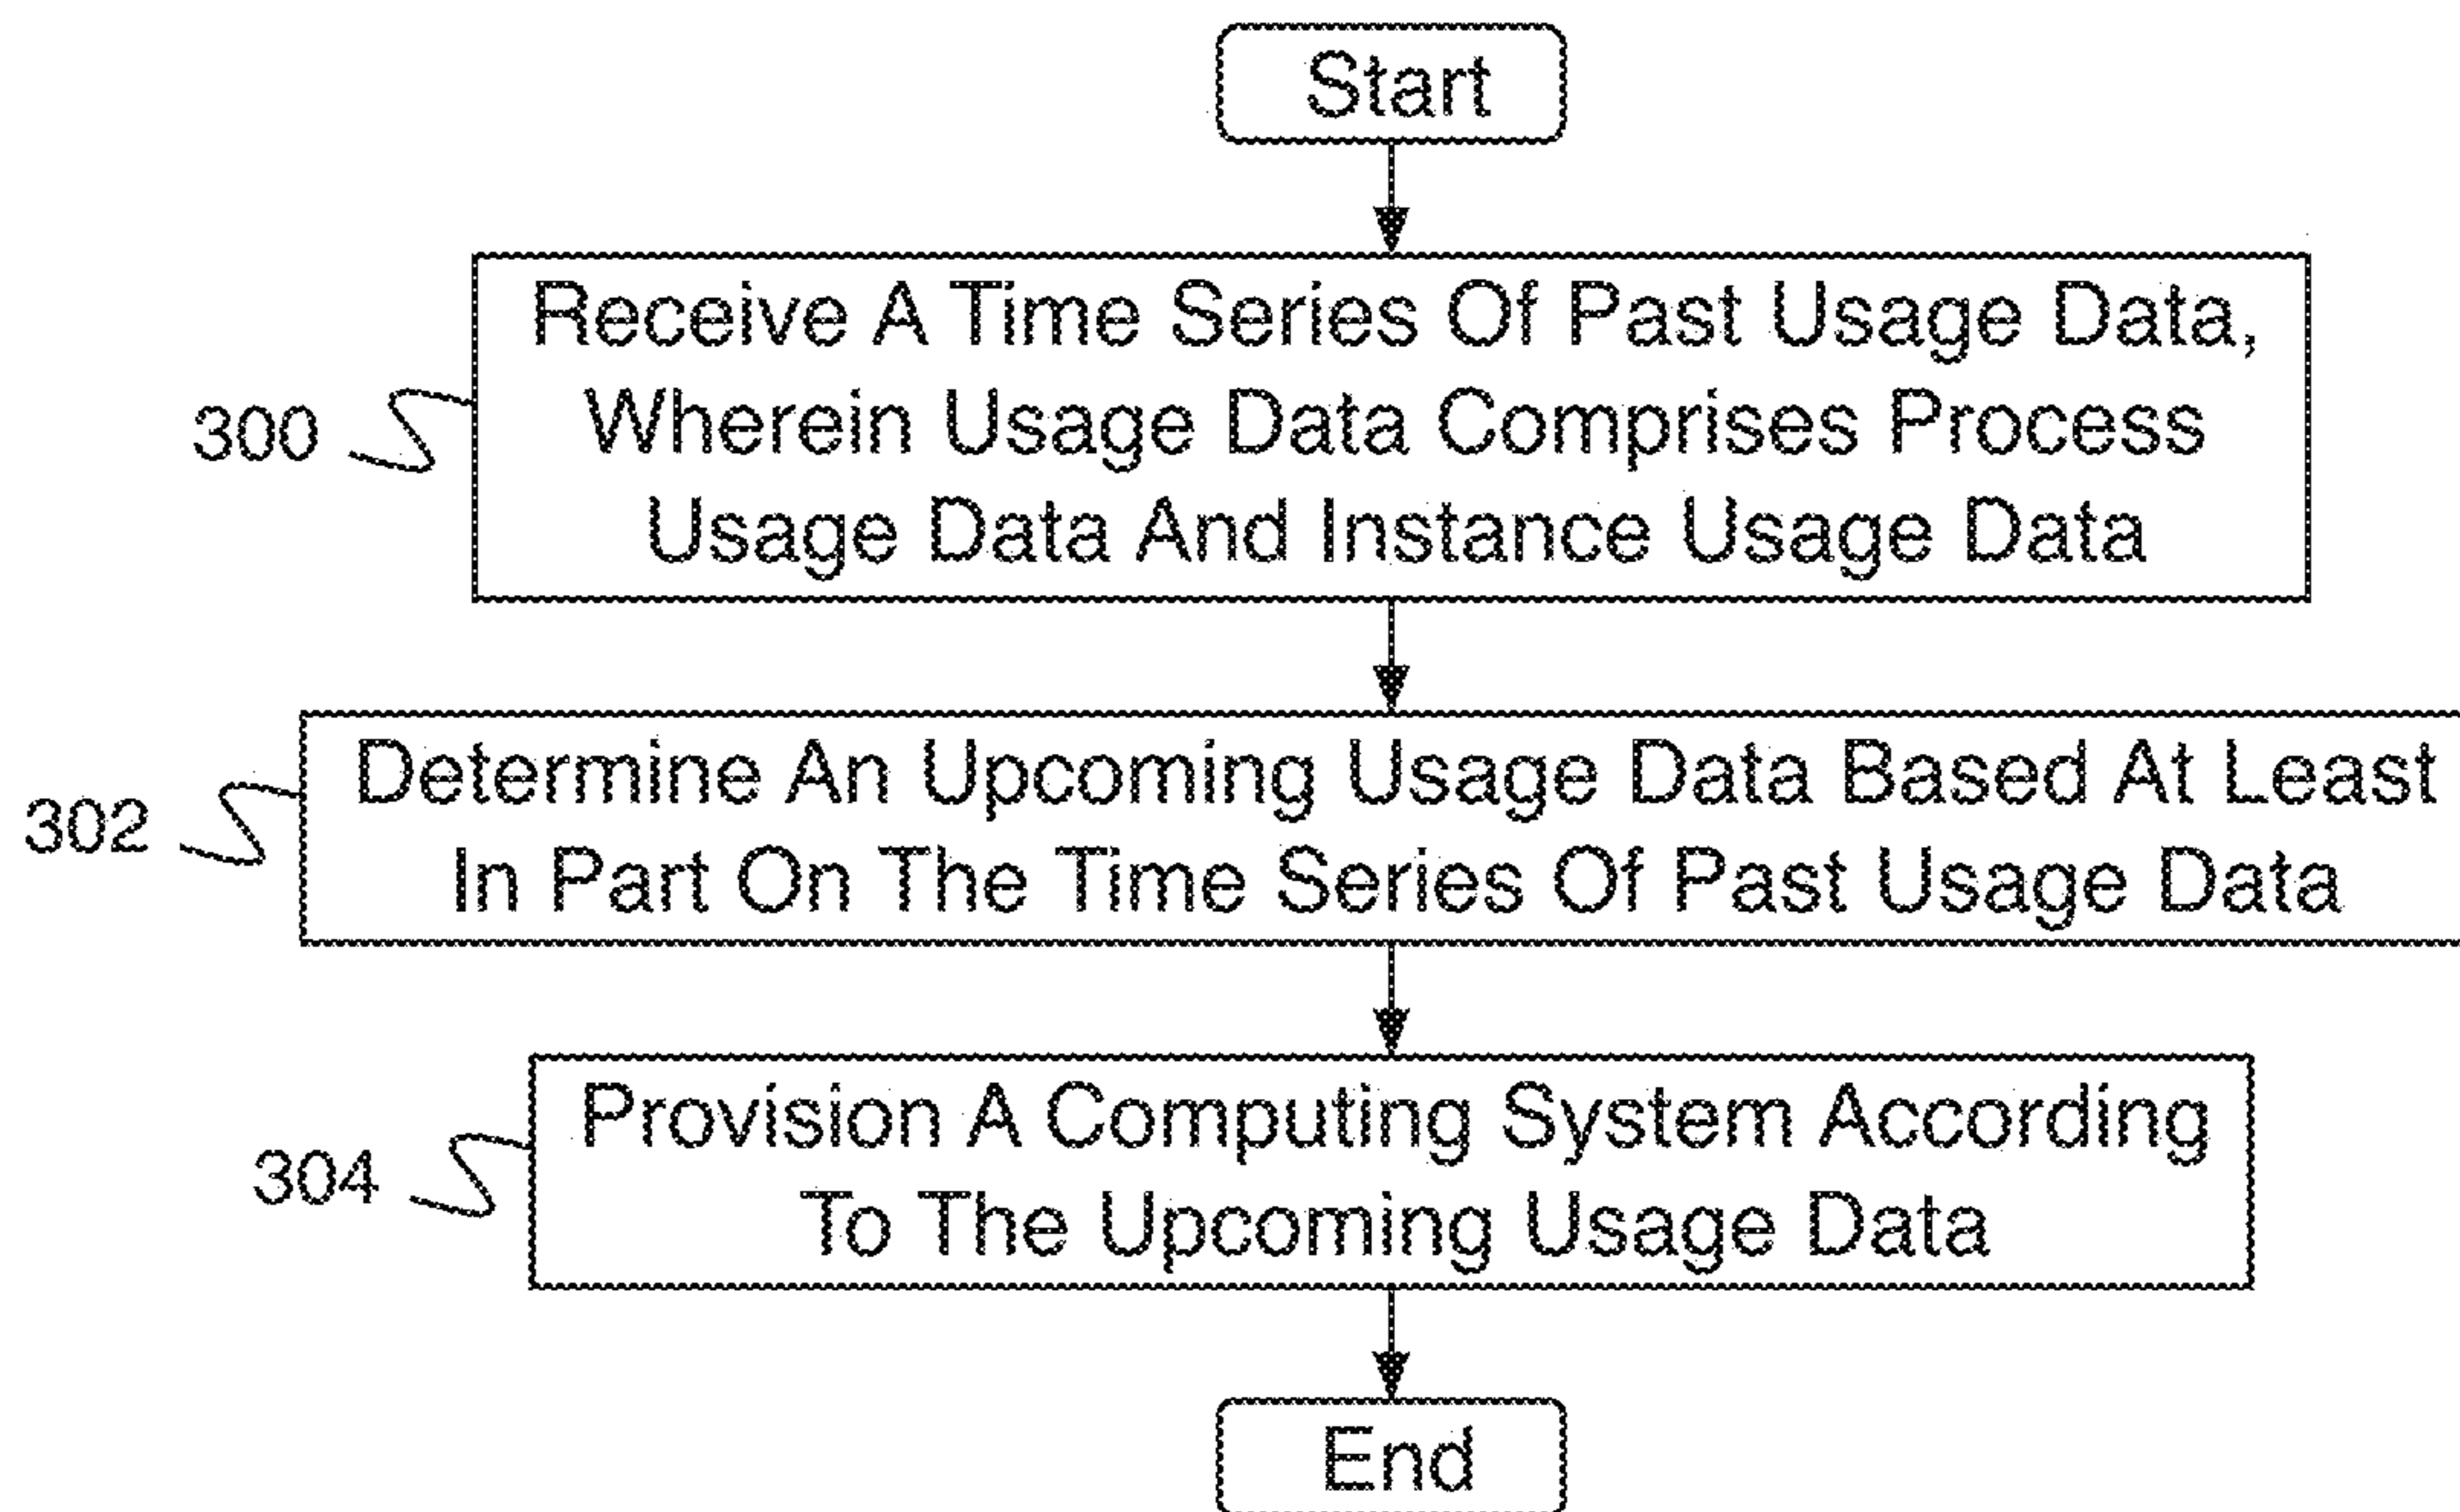 Start
Receive A Time Series Of Past Usage Data,
Wherein Usage Data Comprises Process
Usage Data And Instance Usage Data
300
Determine An Upcoming Usage Data Based At Least
In Part On The Time Series Of Past Usage Data
302
Provision A Computing System According
To The Upcoming Usage Data
304
End